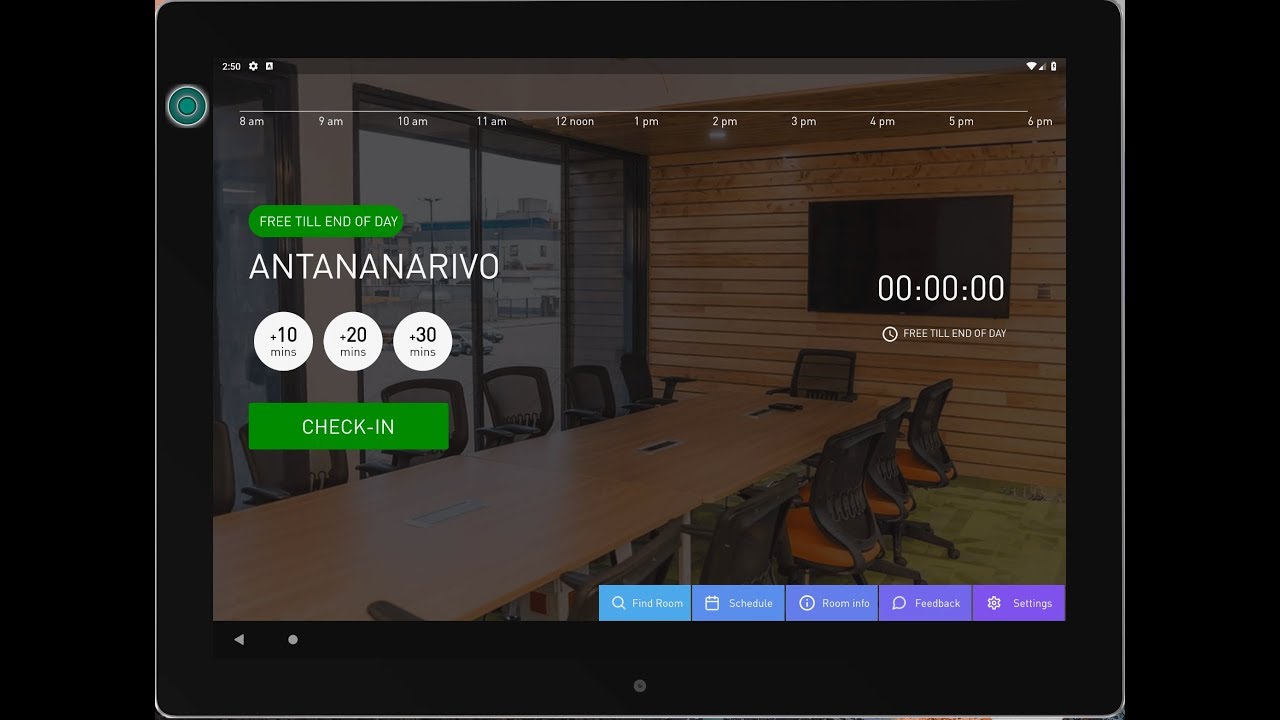 2:50
8 am 9 am 10 am 11 am 12 noon 1 pm 2 pm 3 pm 4 pm 5 pm 6 pm
FREE TILL END OF DAY
ANTANANARIVO
00:00:00
FREE TILL END OF DAY
+10 +20 +30
mins mins mins
CHECK-IN
Find Room Schedule Room info Feedback Settings